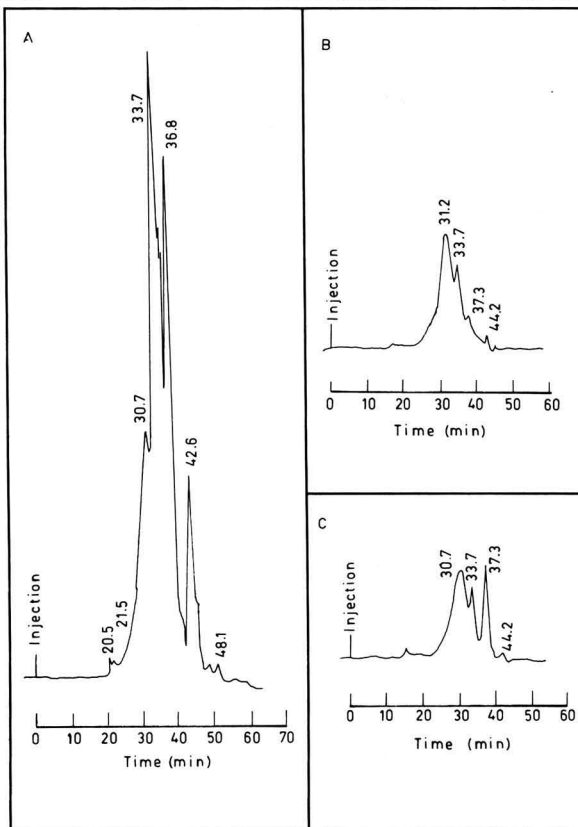 A
33.7
36.8
30.7
42.6
20.5
21.5
48.1
Injection
0 10 20 30 40 50 60 70
Time (min)
B
31.2
33.7
37.3
44.2
Injection
0 10 20 30 40 50 60
Time (min)
C
30.7
33.7
37.3
44.2
Injection
0 10 20 30 40 50 60
Time (min)